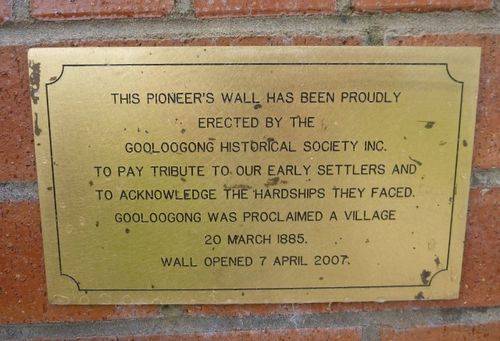 THIS PIONEER'S WALL HAS BEEN PROUDLY
ERECTED BY THE
GOOLOOGONG HISTORICAL SOCIETY INC.
TO PAY TRIBUTE TO OUR EARLY SETTLERS AND
TO ACKNOWLEDGE THE HARDSHIPS THEY FACED.
GOOLOOGONG WAS PROCLAIMED A VILLAGE
20 MARCH 1885.
WALL OPENED 7 APRIL 2007.